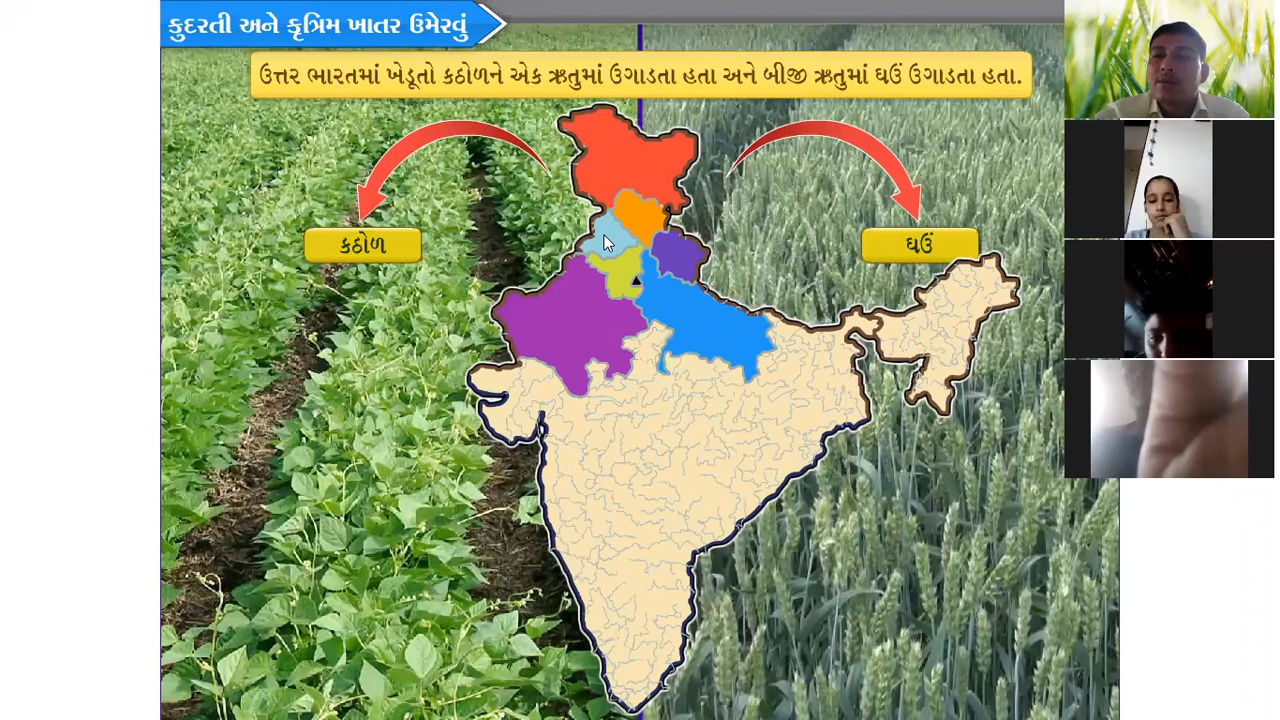 કુદરતી અને કૃત્રિમ ખાતર ઉમેરવું
ઉત્તર ભારતમાં ખેડૂતો કઠોળને એક ઋતુમાં ઉગાડતા હતા અને બીજી ઋતુમાં ઘઉં ઉગાડતા હતા.
કઠોળ
ઘઉં